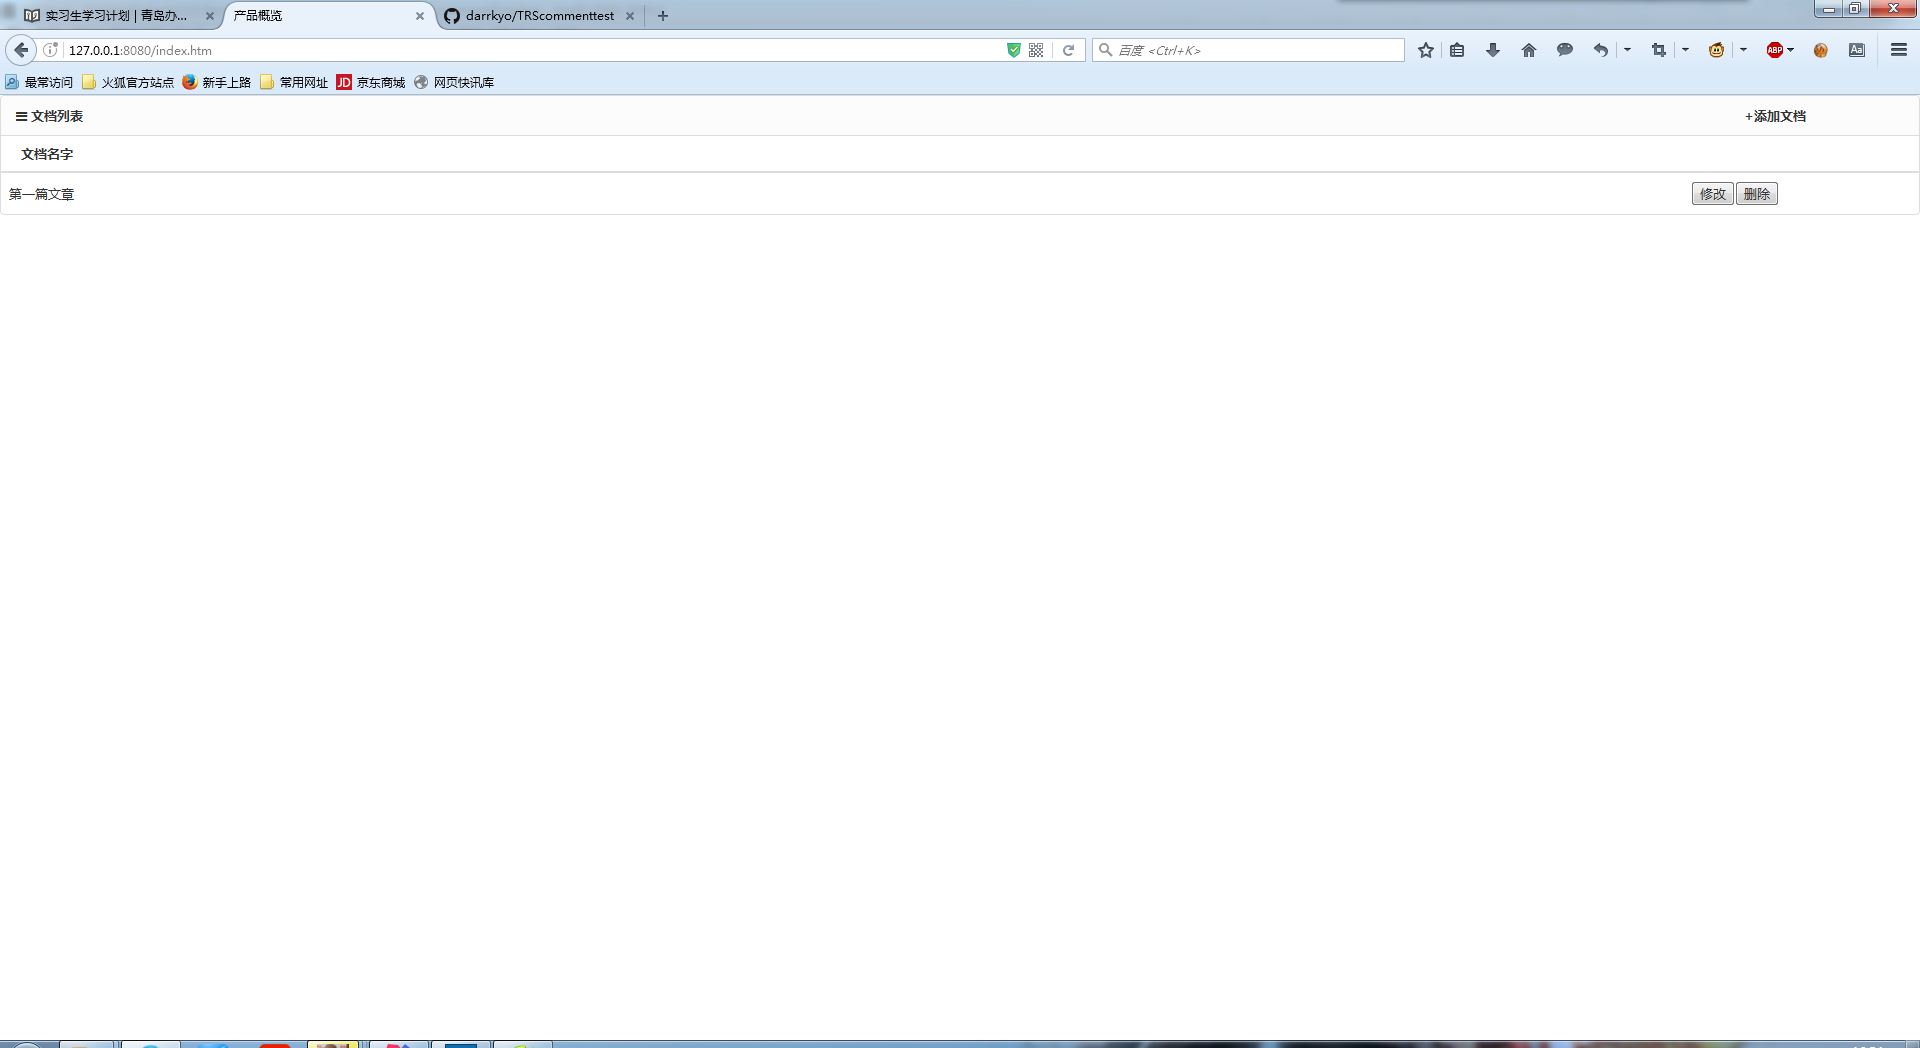 实习生学习计划 | 青岛办...
产品概览
darrkyo/TRScommenttest
127.0.0.1:8080/index.htm
百度 <Ctrl+K>
ABP
Aa
最常访问
火狐官方站点
新手上路
常用网址
JD 京东商城
网页快讯库
文档列表
+添加文档
文档名字
第一篇文章
修改
删除